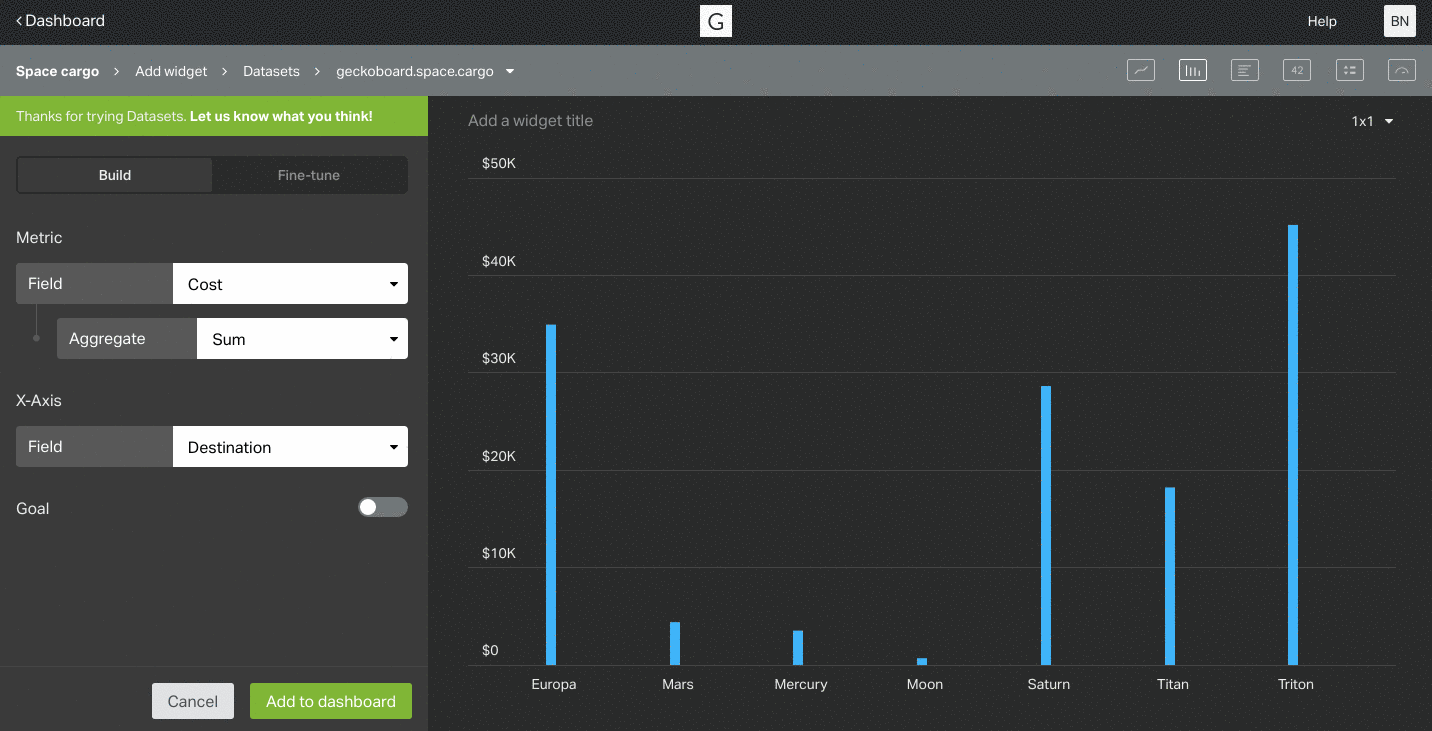 Dashboard
G
Help
BN
Space cargo > Add widget > Datasets > geckoboard.space.cargo
42
Thanks for trying Datasets. Let us know what you think!
Build
Fine-tune
Metric
Field
Cost
Aggregate
Sum
X-Axis
Field
Destination
Goal
Cancel
Add to dashboard
Add a widget title
1x1
$50K
$40K
$30K
$20K
$10K
$0
Europa
Mars
Mercury
Moon
Saturn
Titan
Triton